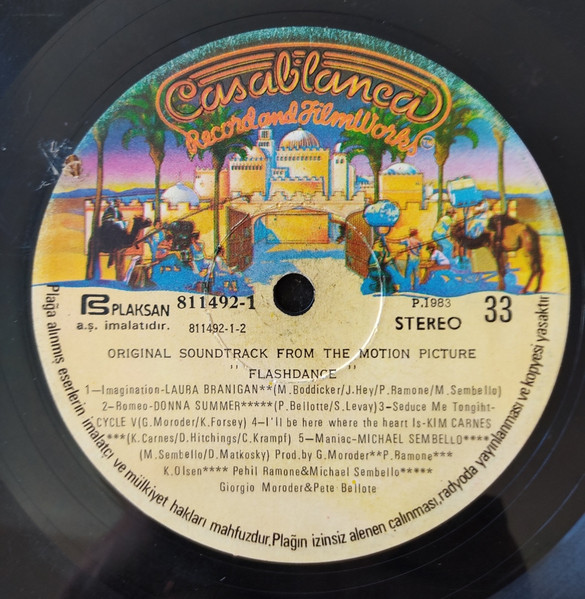 Casablanca
Record and FilmWorks
PLAKSAN
a.ş. imalatıdır.
811492-1
811492-1-2
P.1983
STEREO
33
ORIGINAL SOUNDTRACK FROM THE MOTION PICTURE
'' FLASHDANCE ''
1—Imagination-LAURA BRANIGAN**(M.Boddicker/J.Hey/P.Ramone/M.Sembello)
2—Romeo-DONNA SUMMER*****(P.Bellotte/S.Levay)3—Seduce Me Tongiht-
CYCLE V(G.Moroder/K.Forsey) 4—I'll be here where the heart Is-KIM CARNES
***(K.Carnes/D.Hitchings/C.Krampf) 5—Maniac-MICHAEL SEMBELLO****
(M.Sembello/D.Matkosky) Prod.by G.Moroder**P.Ramone***
K.Olsen**** Pehil Ramone&Michael Sembello*****
Giorgio Moroder&Pete Bellote
Plağa alınmış eserlerin imalatçı ve mülkiyet hakları mahfuzdur.Plağın izinsiz alenen çalınması,radyoda yayınlanması ve kopyesi yasaktır